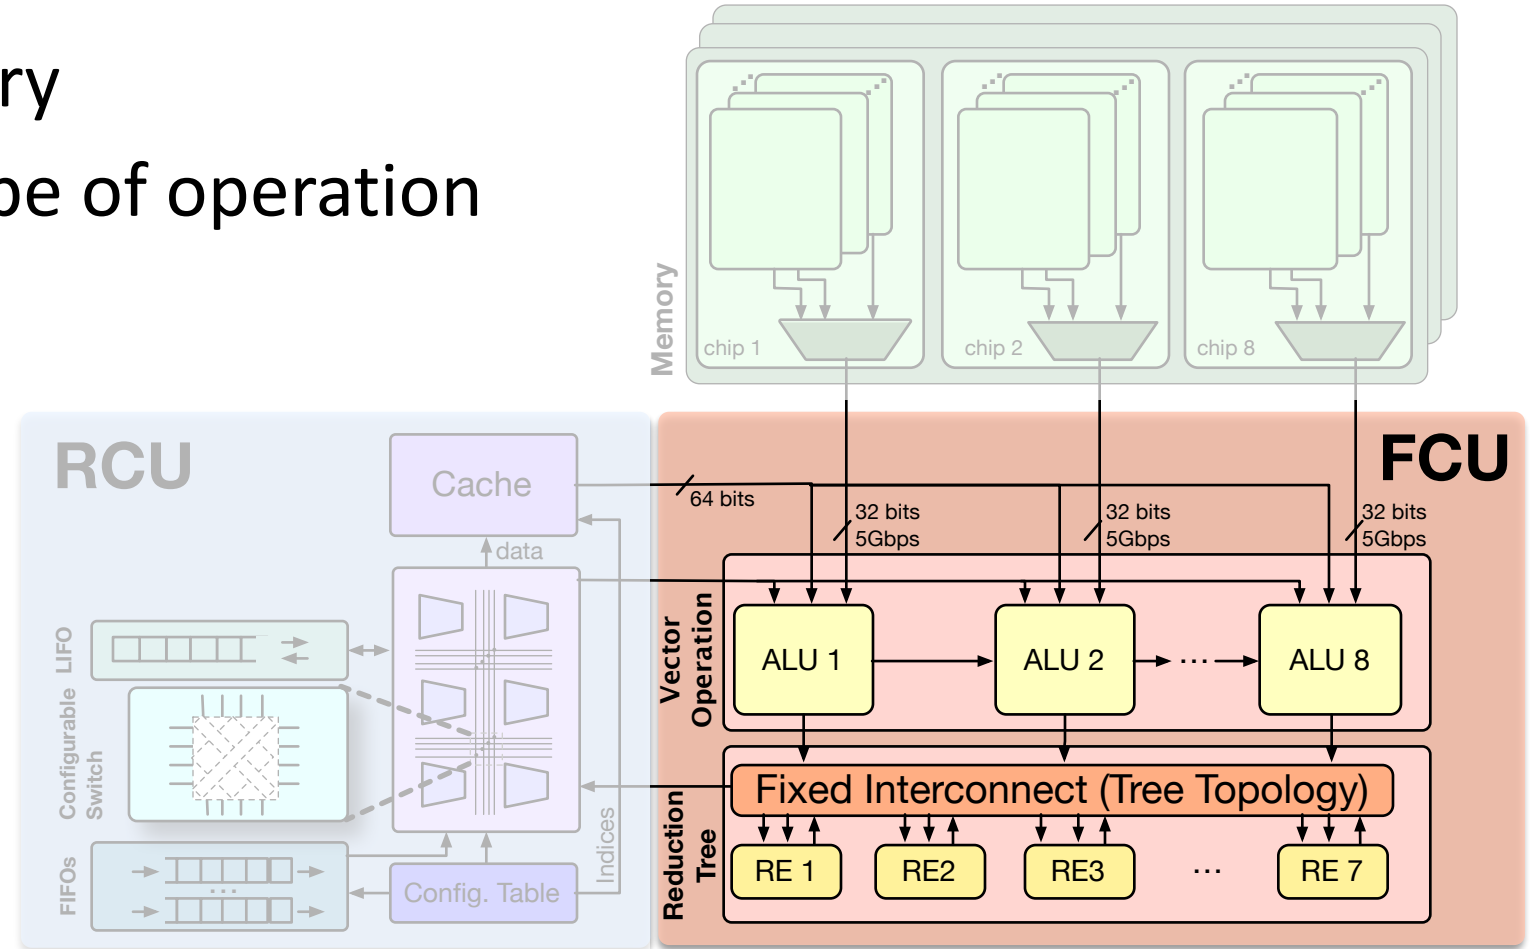 ry
pe of operation
Memory
chip 1
chip 2
chip 8
RCU
FCU
Cache
64 bits
32 bits
5Gbps
32 bits
5Gbps
32 bits
5Gbps
data
LIFO
Configurable
Switch
FIFOs
Config. Table
Indices
Vector
Operation
ALU 1
ALU 2
...
ALU 8
Reduction
Tree
Fixed Interconnect (Tree Topology)
RE 1
RE2
RE3
...
RE 7
...